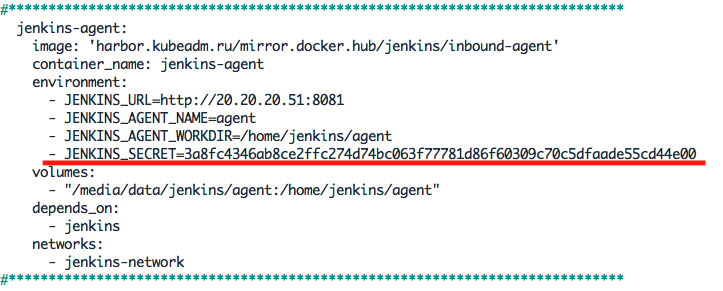 #*********************************************************************
jenkins-agent:
image: 'harbor.kubeadm.ru/mirror.docker.hub/jenkins/inbound-agent'
container_name: jenkins-agent
environment:
- JENKINS_URL=http://20.20.20.51:8081
- JENKINS_AGENT_NAME=agent
- JENKINS_AGENT_WORKDIR=/home/jenkins/agent
- JENKINS_SECRET=3a8fc4346ab8ce2ffc274d74bc063f77781d86f60309c70c5dfaade55cd44e00
volumes:
- "/media/data/jenkins/agent:/home/jenkins/agent"
depends_on:
- jenkins
networks:
- jenkins-network
#*********************************************************************